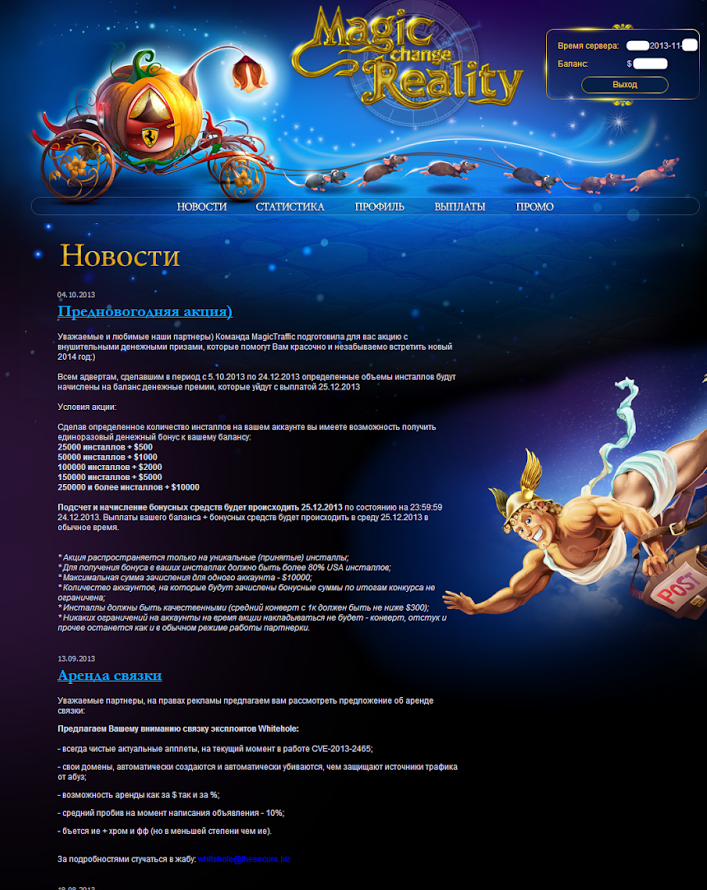 Magic
change
Reality
Время сервера: 2013-11-
Баланс: $
Выход
НОВОСТИ СТАТИСТИКА ПРОФИЛЬ ВЫПЛАТЫ ПРОМО
Новости
04.10.2013
Предновогодняя акция)
Уважаемые и любимые наши партнеры) Команда MagicTraffic подготовила для вас акцию с
внушительными денежными призами, которые помогут Вам красочно и незабываемо встретить новый
2014 год:)
Всем адвертам, сделавшим в период с 5.10.2013 по 24.12.2013 определенные объемы инсталлов будут
начислены на баланс денежные премии, которые уйдут с выплатой 25.12.2013
Условия акции:
Сделав определенное количество инсталлов на вашем аккаунте вы имеете возможность получить
единоразовый денежный бонус к вашему балансу:
25000 инсталлов + $500
50000 инсталлов + $1000
100000 инсталлов + $2000
150000 инсталлов + $5000
250000 и более инсталлов + $10000
Подсчет и начисление бонусных средств будет происходить 25.12.2013 по состоянию на 23:59:59
24.12.2013. Выплаты вашего баланса + бонусных средств будет происходить в среду 25.12.2013 в
обычное время.
* Акция распространяется только на уникальные (принятые) инсталлы;
* Для получения бонуса в ваших инсталлах должно быть более 80% USA инсталлов;
* Максимальная сумма зачисления для одного аккаунта - $10000;
* Количество аккаунтов, на которые будут зачислены бонусные суммы по итогам конкурса не
ограничена;
* Инсталлы должны быть качественными (средний конверт с 1к должен быть не ниже $300);
* Никаких ограничений на аккаунты на время акции накладываться не будет - конверт, отстук и
прочее останется как и в обычном режиме работы партнерки.
POST
13.09.2013
Аренда связки
Уважаемые партнеры, на правах рекламы предлагаем вам рассмотреть предложение об аренде
связки:
Предлагаем Вашему вниманию связку эксплоитов Whitehole:
- всегда чистые актуальные апплеты, на текущий момент в работе CVE-2013-2465;
- свои домены, автоматически создаются и автоматически убиваются, чем защищают источники трафика
от абуз;
- возможность аренды как за $ так и за %;
- средний пробив на момент написания объявления - 10%;
- бьется ие + хром и фф (но в меньшей степени чем ие).
За подробностями стучаться в жабу: